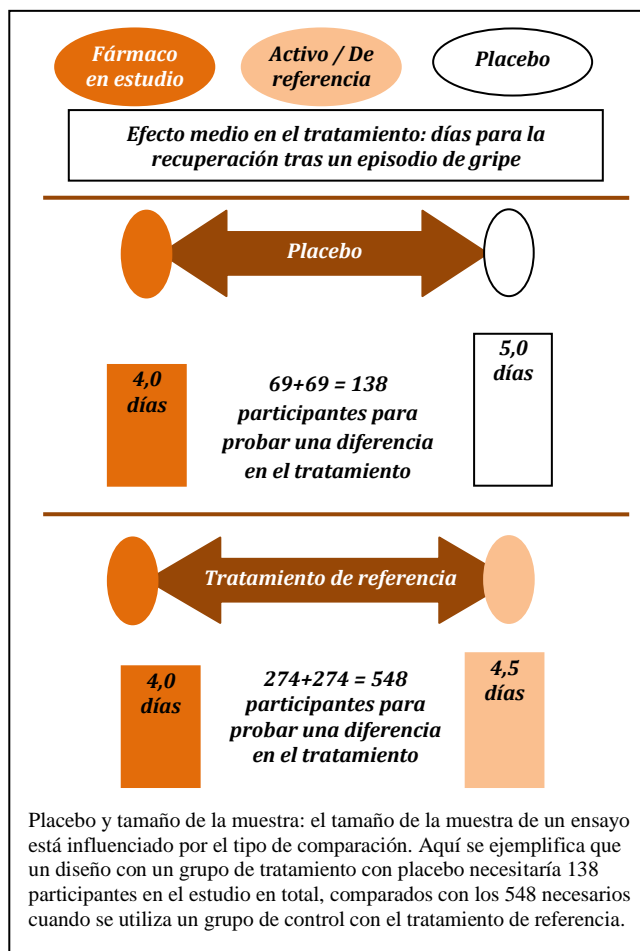 Fármaco
en estudio
Activo / De
referencia
Placebo
Efecto medio en el tratamiento: días para la
recuperación tras un episodio de gripe
Placebo
4,0
días
69+69 = 138
participantes para
probar una diferencia
en el tratamiento
5,0
días
Tratamiento de referencia
4,0
días
274+274 = 548
participantes para
probar una diferencia
en el tratamiento
4,5
días
Placebo y tamaño de la muestra: el tamaño de la muestra de un ensayo
está influenciado por el tipo de comparación. Aquí se ejemplifica que
un diseño con un grupo de tratamiento con placebo necesitaría 138
participantes en el estudio en total, comparados con los 548 necesarios
cuando se utiliza un grupo de control con el tratamiento de referencia.